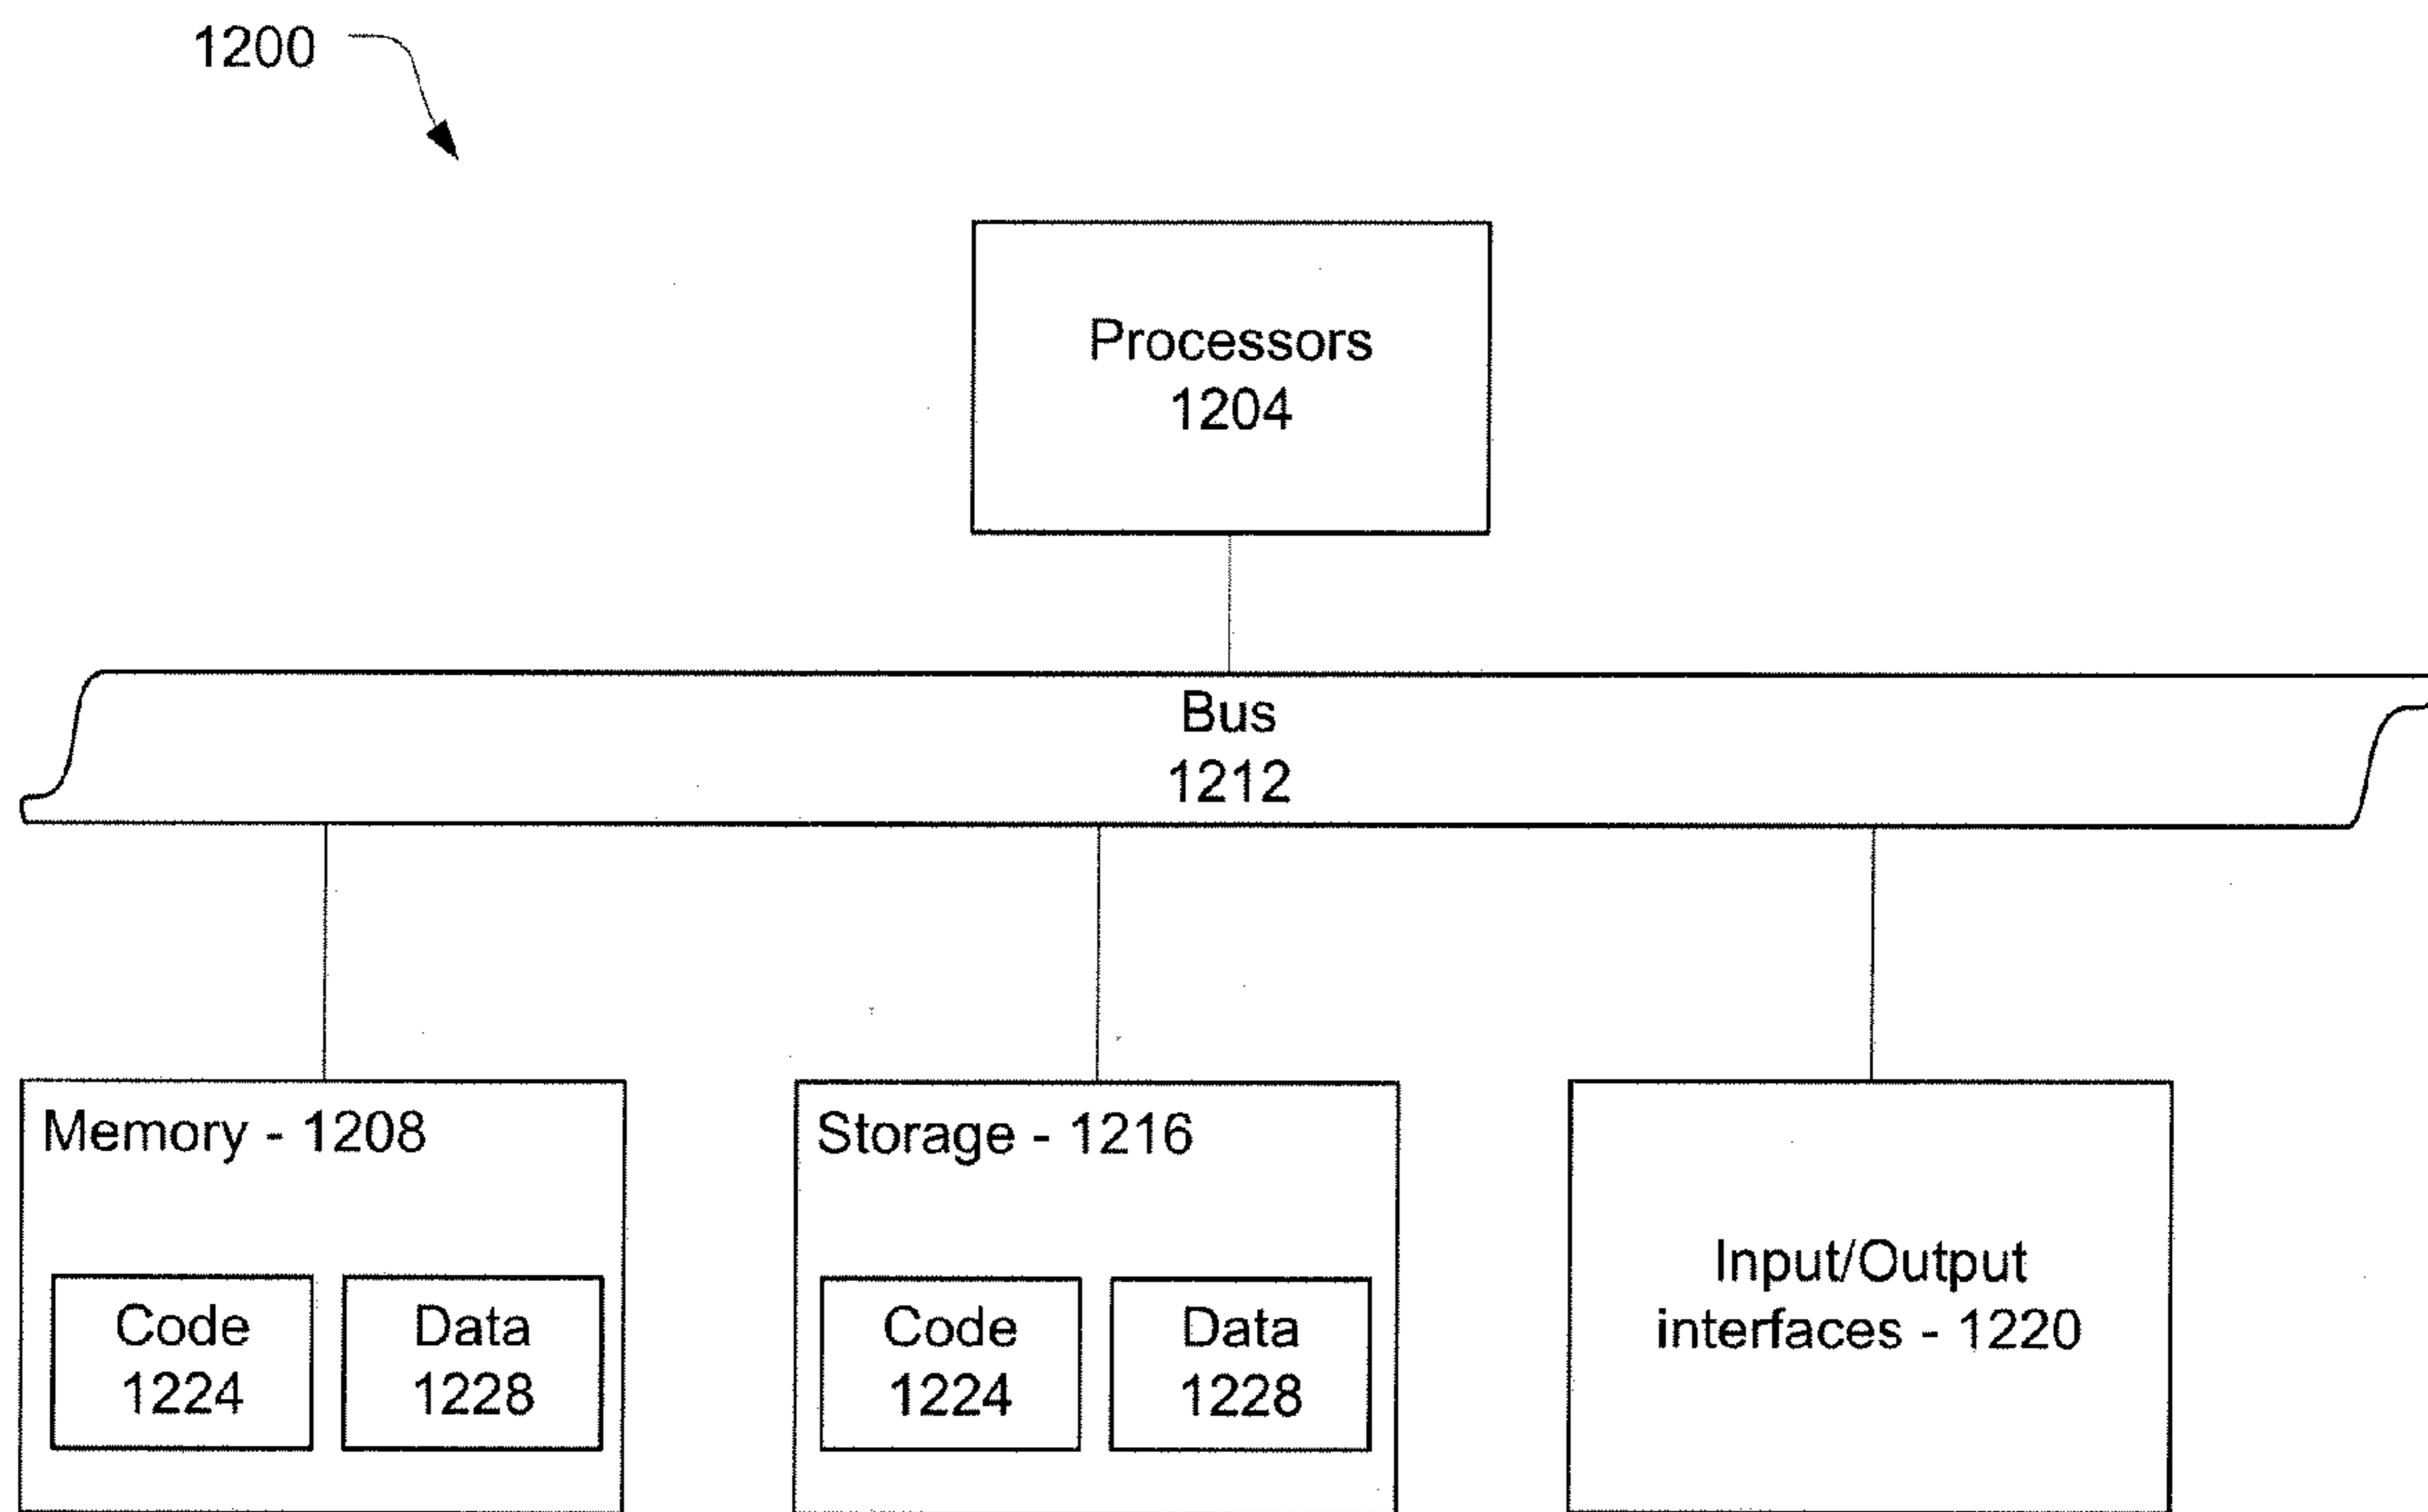 1200
Processors
1204
Bus
1212
Memory - 1208
Code
1224
Data
1228
Storage - 1216
Code
1224
Data
1228
Input/Output
interfaces - 1220